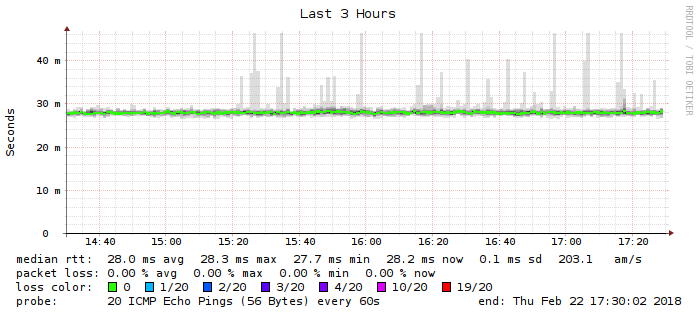 Last 3 Hours
RRDTOOL / TOBI OETIKER
Seconds
40 m
30 m
20 m
10 m
0
14:40 15:00 15:20 15:40 16:00 16:20 16:40 17:00 17:20
median rtt: 28.0 ms avg 28.3 ms max 27.7 ms min 28.2 ms now 0.1 ms sd 203.1 am/s
packet loss: 0.00 % avg 0.00 % max 0.00 % min 0.00 % now
loss color: 0 1/20 2/20 3/20 4/20 10/20 19/20
probe: 20 ICMP Echo Pings (56 Bytes) every 60s end: Thu Feb 22 17:30:02 2018